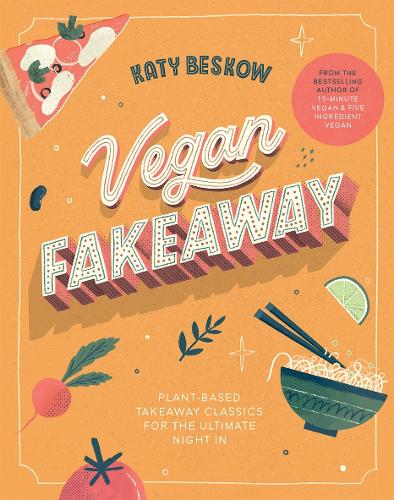 KATY BESKOW
FROM THE
BESTSELLING
AUTHOR OF
15-MINUTE
VEGAN & FIVE
INGREDIENT
VEGAN
Vegan
FAKEAWAY
PLANT-BASED
TAKEAWAY CLASSICS
FOR THE ULTIMATE
NIGHT IN